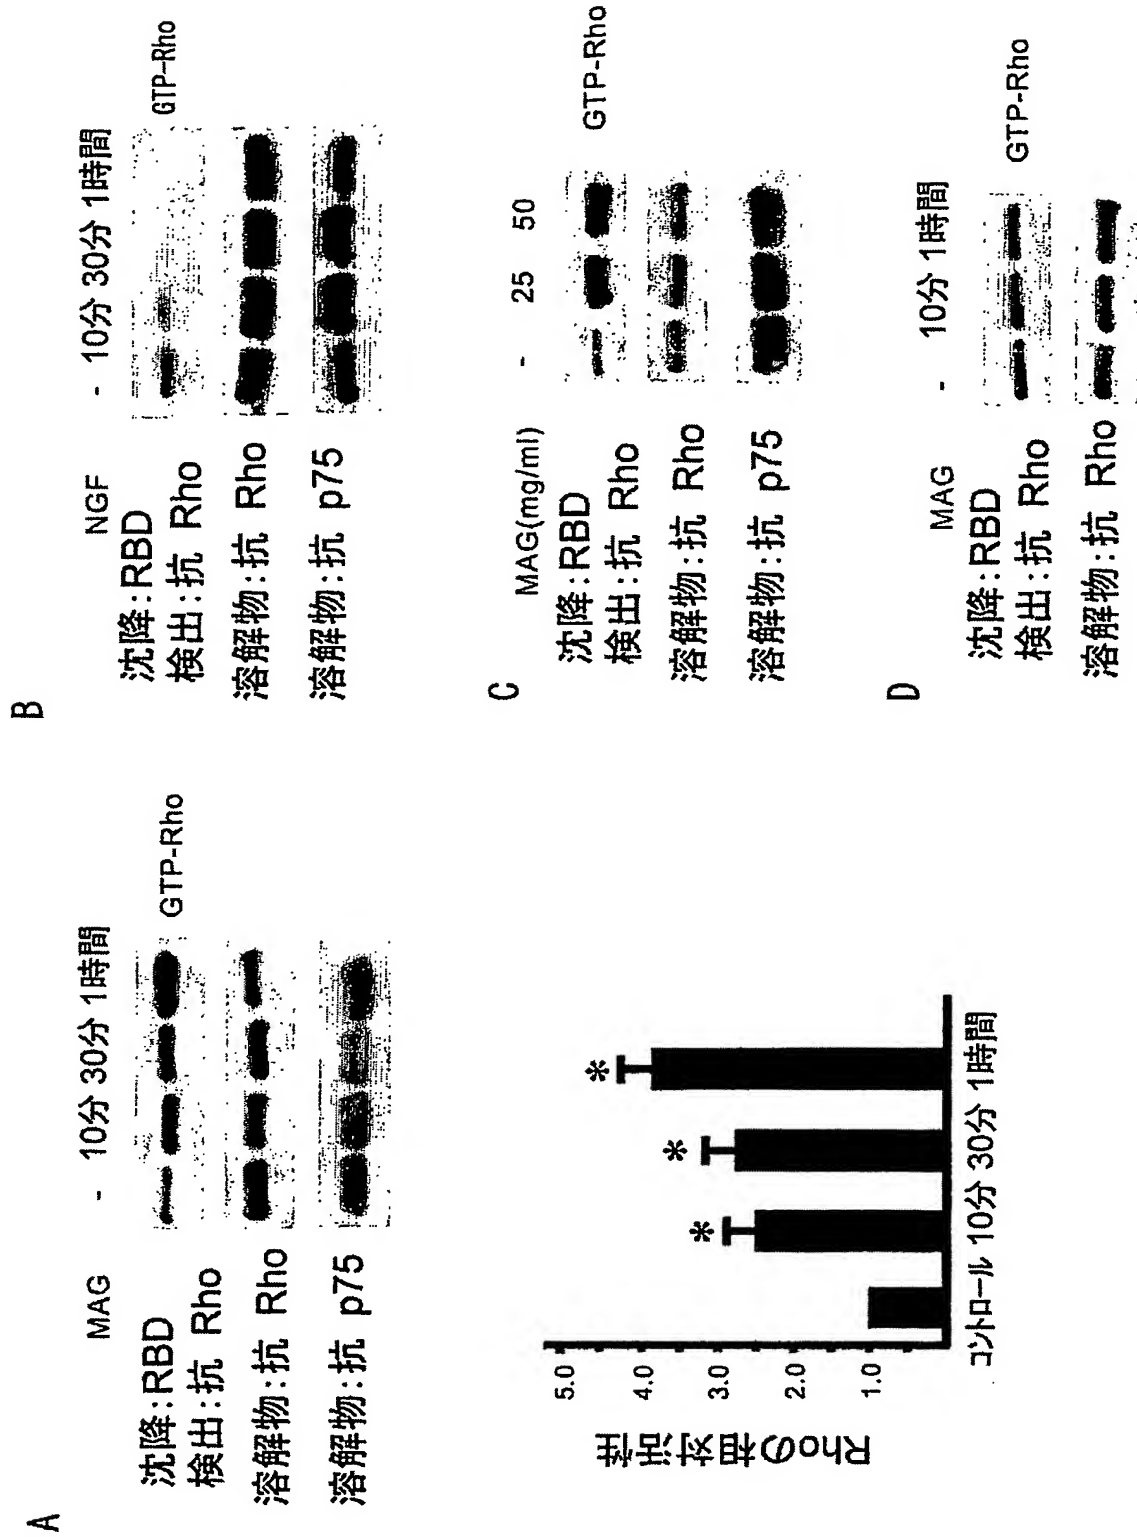 A
MAG - 10分 30分 1時間
沈降:RBD
検出:抗 Rho
GTP-Rho
溶解物:抗 Rho
溶解物:抗 p75
Rhoの相対活性
5.0
4.0
3.0
2.0
1.0
* * *
コントロール 10分 30分 1時間
B
NGF - 10分 30分 1時間
沈降:RBD
検出:抗 Rho
GTP-Rho
溶解物:抗 Rho
溶解物:抗 p75
C
MAG(mg/ml) - 25 50
沈降:RBD
検出:抗 Rho
GTP-Rho
溶解物:抗 Rho
溶解物:抗 p75
D
MAG - 10分 1時間
沈降:RBD
検出:抗 Rho
GTP-Rho
溶解物:抗 Rho